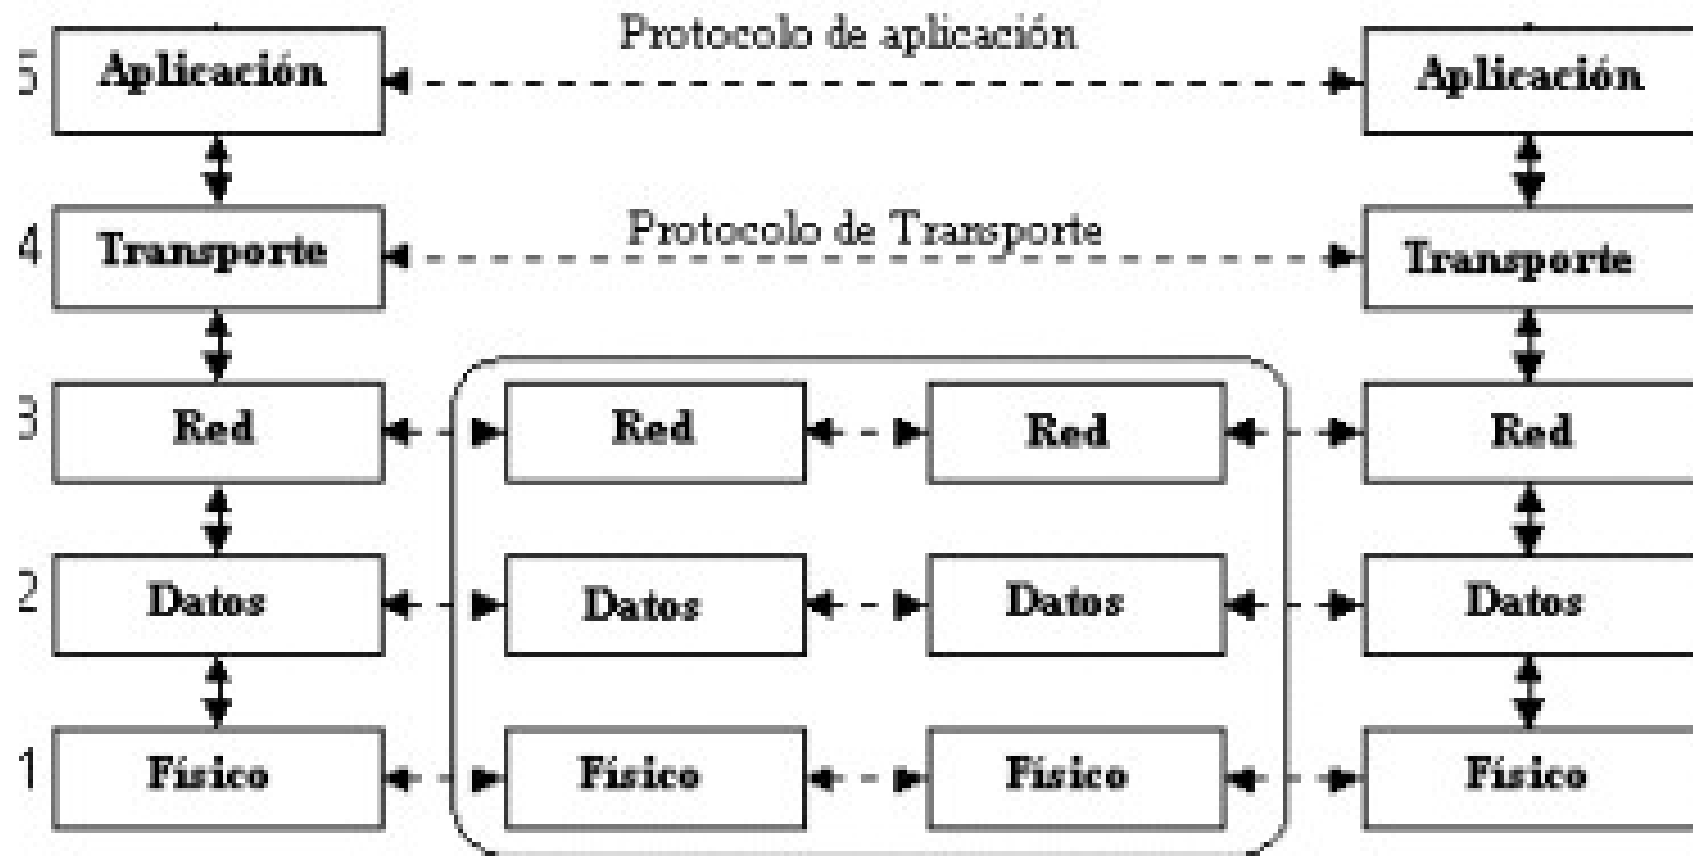 Protocolo de aplicación
5 Aplicación Aplicación
Protocolo de Transporte
4 Transporte Transporte
3 Red Red Red Red
2 Datos Datos Datos Datos
1 Físico Físico Físico Físico